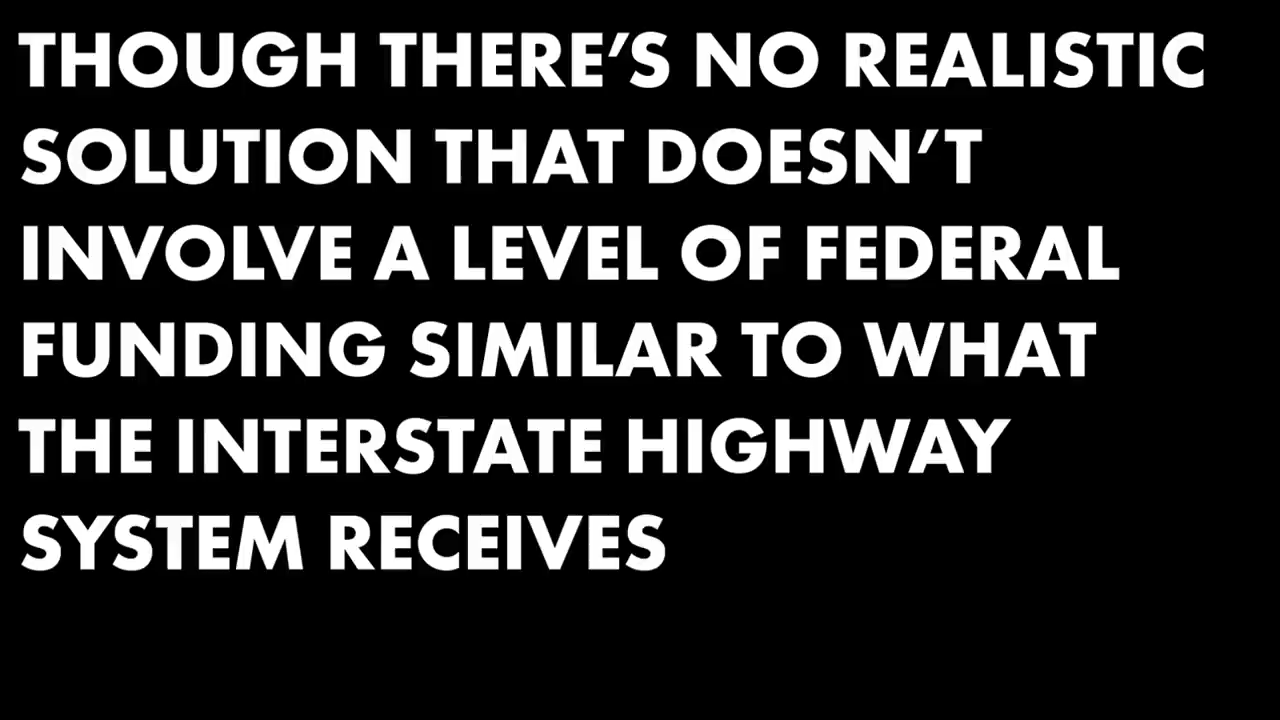 THOUGH THERE’S NO REALISTIC
SOLUTION THAT DOESN’T
INVOLVE A LEVEL OF FEDERAL
FUNDING SIMILAR TO WHAT
THE INTERSTATE HIGHWAY
SYSTEM RECEIVES